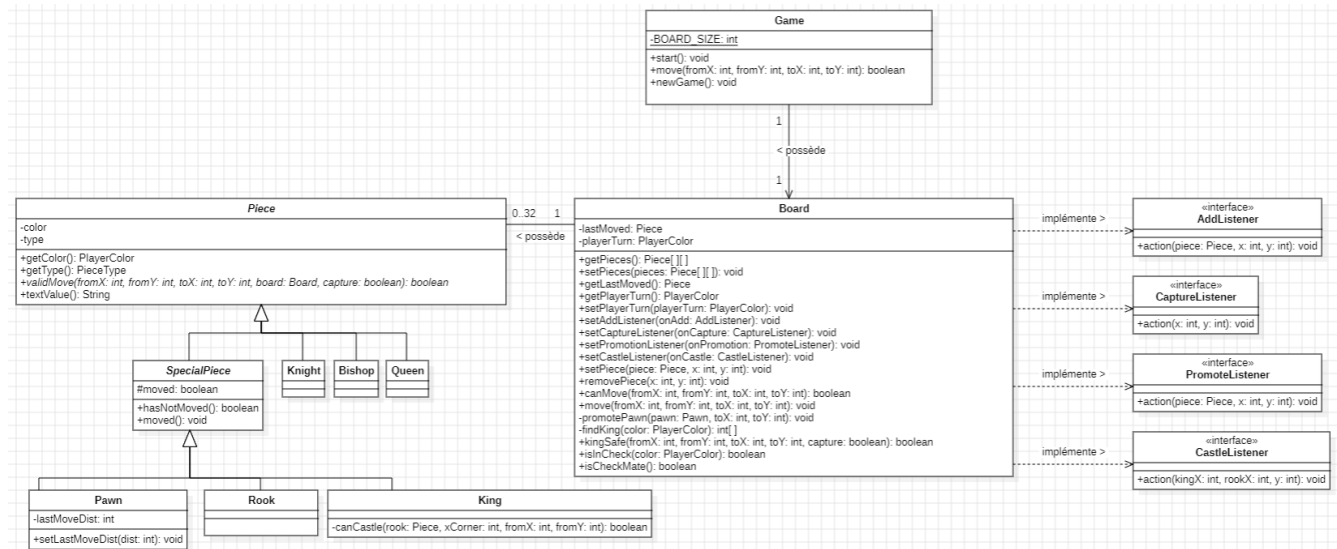 Game
-BOARD_SIZE: int
+start(): void
+move(fromX: int, fromY: int, toX: int, toY: int): boolean
+newGame(): void
1
< possède
1
Piece
-color
-type
+getColor(): PlayerColor
+getType(): PieceType
+validMove(fromX: int, fromY: int, toX: int, toY: int, board: Board, capture: boolean): boolean
+textValue(): String
0..32 1
< possède
Board
-lastMoved: Piece
-playerTurn: PlayerColor
+getPieces(): Piece[ ][ ]
+setPieces(pieces: Piece[ ][ ]): void
+getLastMoved(): Piece
+getPlayerTurn(): PlayerColor
+setPlayerTurn(playerTurn: PlayerColor): void
+setAddListener(onAdd: AddListener): void
+setCaptureListener(onCapture: CaptureListener): void
+setPromotionListener(onPromotion: PromoteListener): void
+setCastleListener(onCastle: CastleListener): void
+setPiece(piece: Piece, x: int, y: int): void
+removePiece(x: int, y: int): void
+canMove(fromX: int, fromY: int, toX: int, toY: int): boolean
+move(fromX: int, fromY: int, toX: int, toY: int): void
-promotePawn(pawn: Pawn, toX: int, toY: int): void
-findKing(color: PlayerColor): int[ ]
+kingSafe(fromX: int, fromY: int, toX: int, toY: int, capture: boolean): boolean
+isInCheck(color: PlayerColor): boolean
+isCheckMate(): boolean
implémente >
«interface»
AddListener
+action(piece: Piece, x: int, y: int): void
implémente >
«interface»
CaptureListener
+action(x: int, y: int): void
implémente >
«interface»
PromoteListener
+action(piece: Piece, x: int, y: int): void
implémente >
«interface»
CastleListener
+action(kingX: int, rookX: int, y: int): void
SpecialPiece
#moved: boolean
+hasNotMoved(): boolean
+moved(): void
Knight
Bishop
Queen
Pawn
-lastMoveDist: int
+setLastMoveDist(dist: int): void
Rook
King
-canCastle(rook: Piece, xCorner: int, fromX: int, fromY: int): boolean